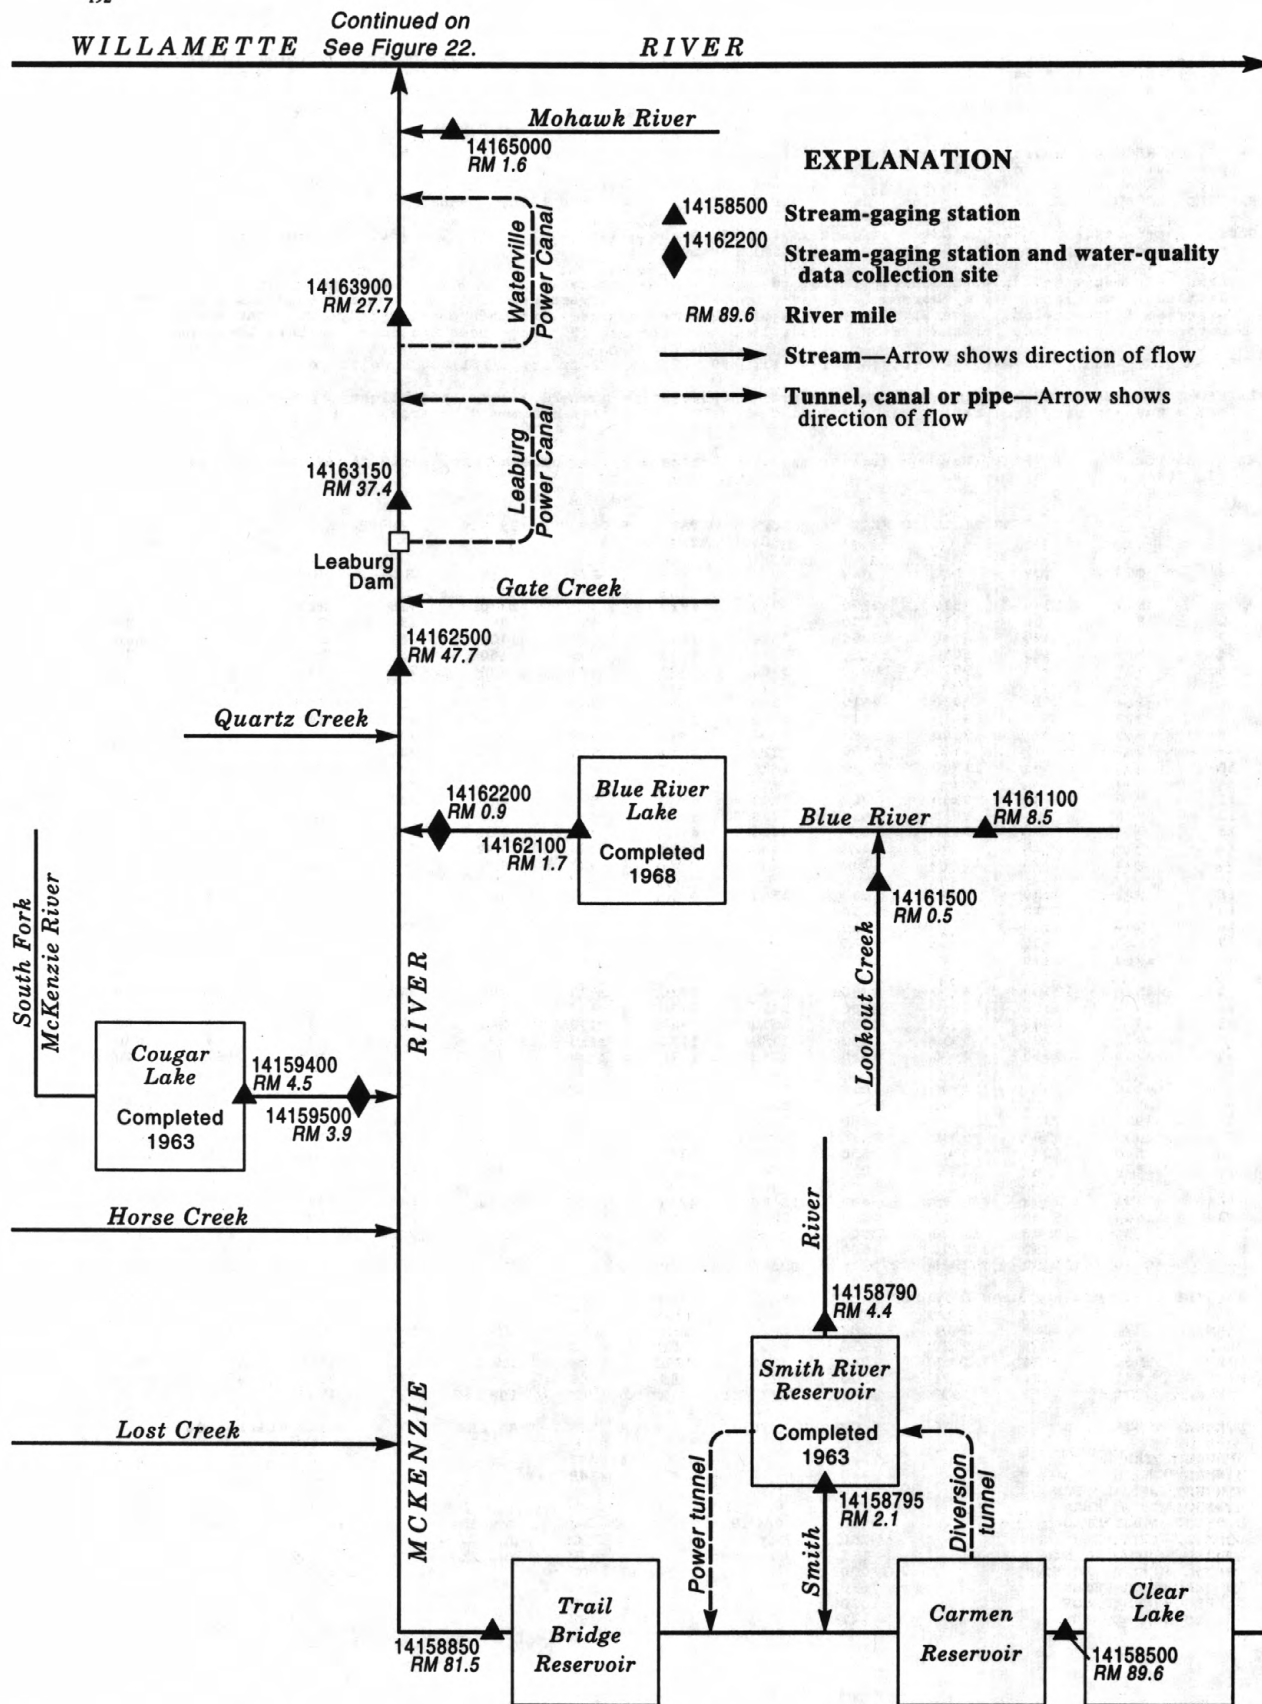 192
Continued on
WILLAMETTE See Figure 22. RIVER
Mohawk River
14165000
RM 1.6
EXPLANATION
14158500 Stream-gaging station
14162200 Stream-gaging station and water-quality
data collection site
RM 89.6 River mile
Stream—Arrow shows direction of flow
Tunnel, canal or pipe—Arrow shows
direction of flow
Waterville
Power Canal
14163900
RM 27.7
Leaburg
Power Canal
14163150
RM 37.4
Leaburg
Dam
Gate Creek
14162500
RM 47.7
Quartz Creek
14162200
RM 0.9
14162100
RM 1.7
Blue River
Lake
Completed
1968
Blue River
14161100
RM 8.5
14161500
RM 0.5
Lookout Creek
South Fork
McKenzie River
Cougar
Lake
Completed
1963
14159400
RM 4.5
14159500
RM 3.9
RIVER
Horse Creek
River
14158790
RM 4.4
Smith River
Reservoir
Completed
1963
Lost Creek
MCKENZIE
Power tunnel
14158795
RM 2.1
Smith
Diversion
tunnel
14158850
RM 81.5
Trail
Bridge
Reservoir
Carmen
Reservoir
Clear
Lake
14158500
RM 89.6